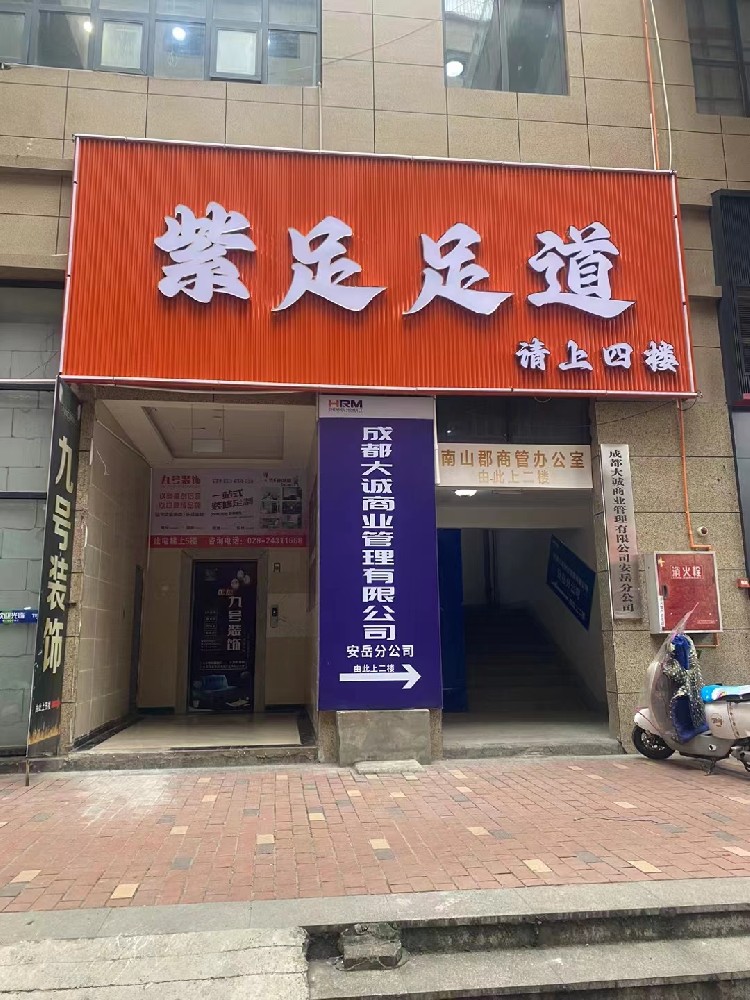 紫足足道
请上四楼
HRM
成都大诚商业管理有限公司
安岳分公司
由此上二楼
南山郡商管办公室
由此上二楼
成都大诚商业管理有限公司安岳分公司
消火栓
九号装饰
九号装饰
一站式
咨询电话:
九号装饰